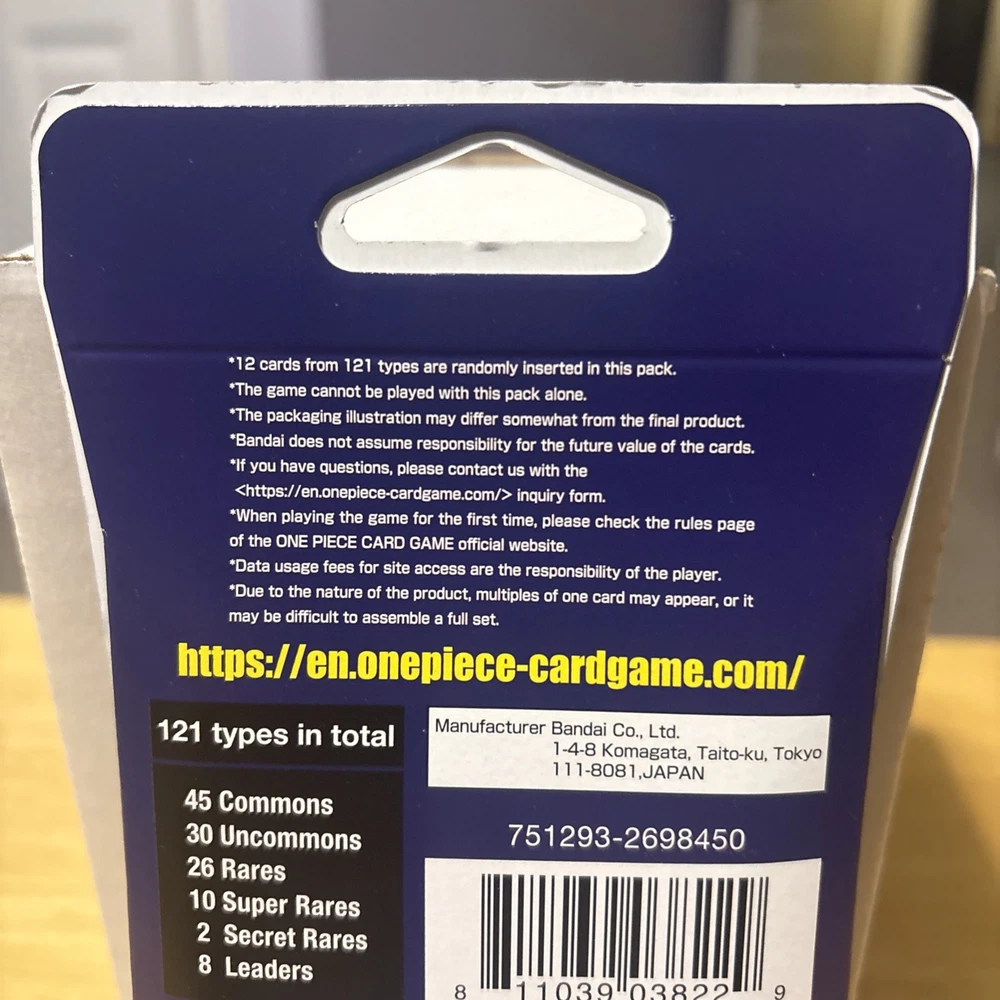 *12 cards from 121 types are randomly inserted in this pack.
*The game cannot be played with this pack alone.
*The packaging illustration may differ somewhat from the final product.
*Bandai does not assume responsibility for the future value of the cards.
*If you have questions, please contact us with the
<https://en.onepiece-cardgame.com/> inquiry form.
*When playing the game for the first time, please check the rules page
of the ONE PIECE CARD GAME official website.
*Data usage fees for site access are the responsibility of the player.
*Due to the nature of the product, multiples of one card may appear, or it
may be difficult to assemble a full set.
https://en.onepiece-cardgame.com/
121 types in total
45 Commons
30 Uncommons
26 Rares
10 Super Rares
2 Secret Rares
8 Leaders
Manufacturer Bandai Co., Ltd.
1-4-8 Komagata, Taito-ku, Tokyo
111-8081,JAPAN
751293-2698450
8 11039 03822 9